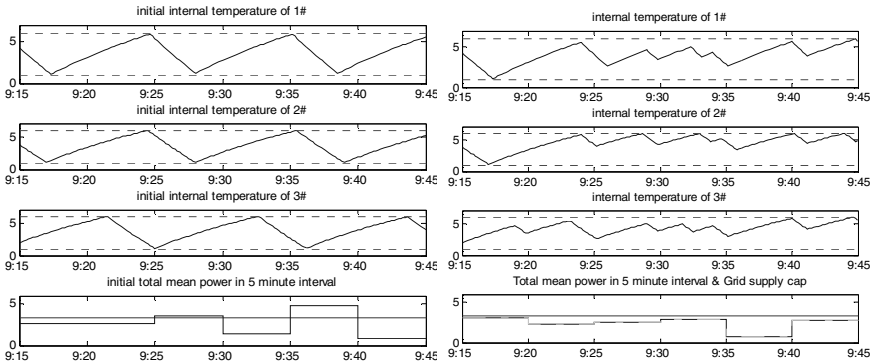 initial internal temperature of 1#
5
0
9:15 9:20 9:25 9:30 9:35 9:40 9:45
initial internal temperature of 2#
5
0
9:15 9:20 9:25 9:30 9:35 9:40 9:45
initial internal temperature of 3#
5
0
9:15 9:20 9:25 9:30 9:35 9:40 9:45
initial total mean power in 5 minute interval
5
0
9:15 9:20 9:25 9:30 9:35 9:40 9:45
internal temperature of 1#
5
0
9:15 9:20 9:25 9:30 9:35 9:40 9:45
internal temperature of 2#
5
0
9:15 9:20 9:25 9:30 9:35 9:40 9:45
internal temperature of 3#
5
0
9:15 9:20 9:25 9:30 9:35 9:40 9:45
Total mean power in 5 minute interval & Grid supply cap
5
0
9:15 9:20 9:25 9:30 9:35 9:40 9:45